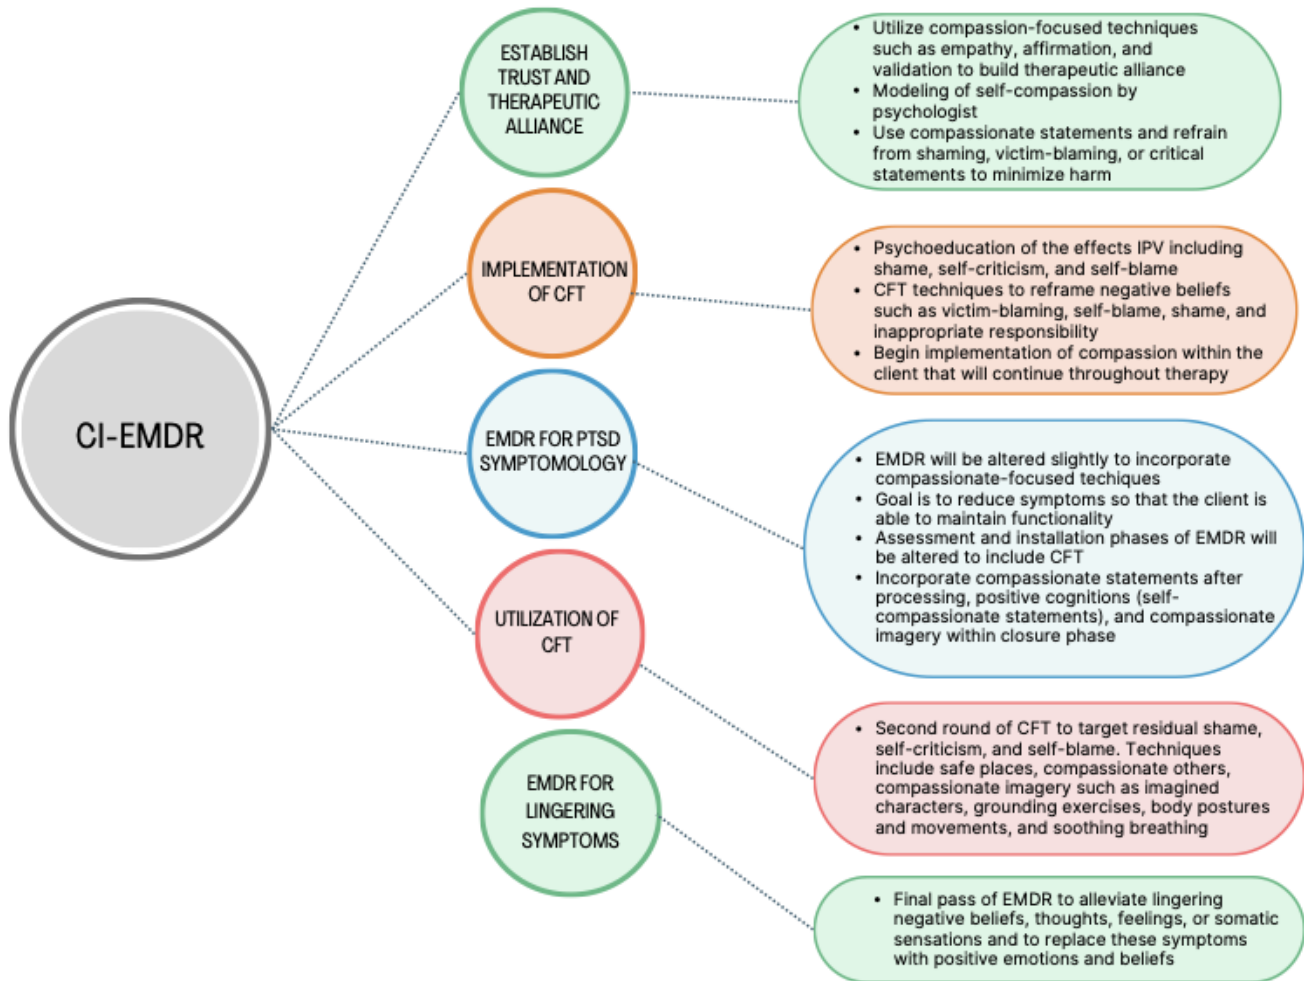 CI-EMDR
ESTABLISH
TRUST AND
THERAPEUTIC
ALLIANCE
• Utilize compassion-focused techniques
such as empathy, affirmation, and
validation to build therapeutic alliance
• Modeling of self-compassion by
psychologist
• Use compassionate statements and refrain
from shaming, victim-blaming, or critical
statements to minimize harm
IMPLEMENTATION
OF CFT
• Psychoeducation of the effects IPV including
shame, self-criticism, and self-blame
• CFT techniques to reframe negative beliefs
such as victim-blaming, self-blame, shame, and
inappropriate responsibility
• Begin implementation of compassion within the
client that will continue throughout therapy
EMDR FOR PTSD
SYMPTOMOLOGY
• EMDR will be altered slightly to incorporate
compassionate-focused techiques
• Goal is to reduce symptoms so that the client is
able to maintain functionality
• Assessment and installation phases of EMDR will
be altered to include CFT
• Incorporate compassionate statements after
processing, positive cognitions (self-
compassionate statements), and compassionate
imagery within closure phase
UTILIZATION OF
CFT
• Second round of CFT to target residual shame,
self-criticism, and self-blame. Techniques
include safe places, compassionate others,
compassionate imagery such as imagined
characters, grounding exercises, body postures
and movements, and soothing breathing
EMDR FOR
LINGERING
SYMPTOMS
• Final pass of EMDR to alleviate lingering
negative beliefs, thoughts, feelings, or somatic
sensations and to replace these symptoms
with positive emotions and beliefs